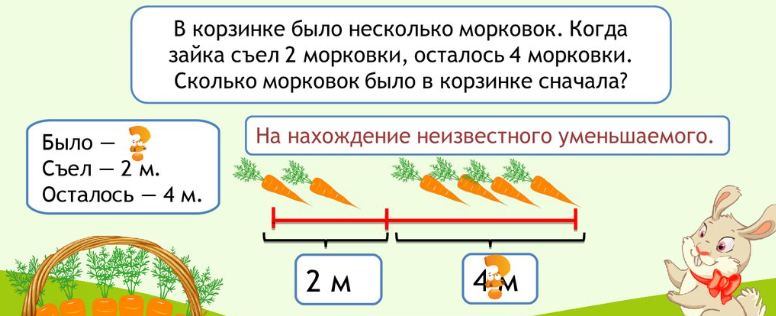 В корзинке было несколько морковок. Когда
зайка съел 2 морковки, осталось 4 морковки.
Сколько морковок было в корзинке сначала?
Было – ?
Съел – 2 м.
Осталось – 4 м.
На нахождение неизвестного уменьшаемого.
2 м
4 ? м